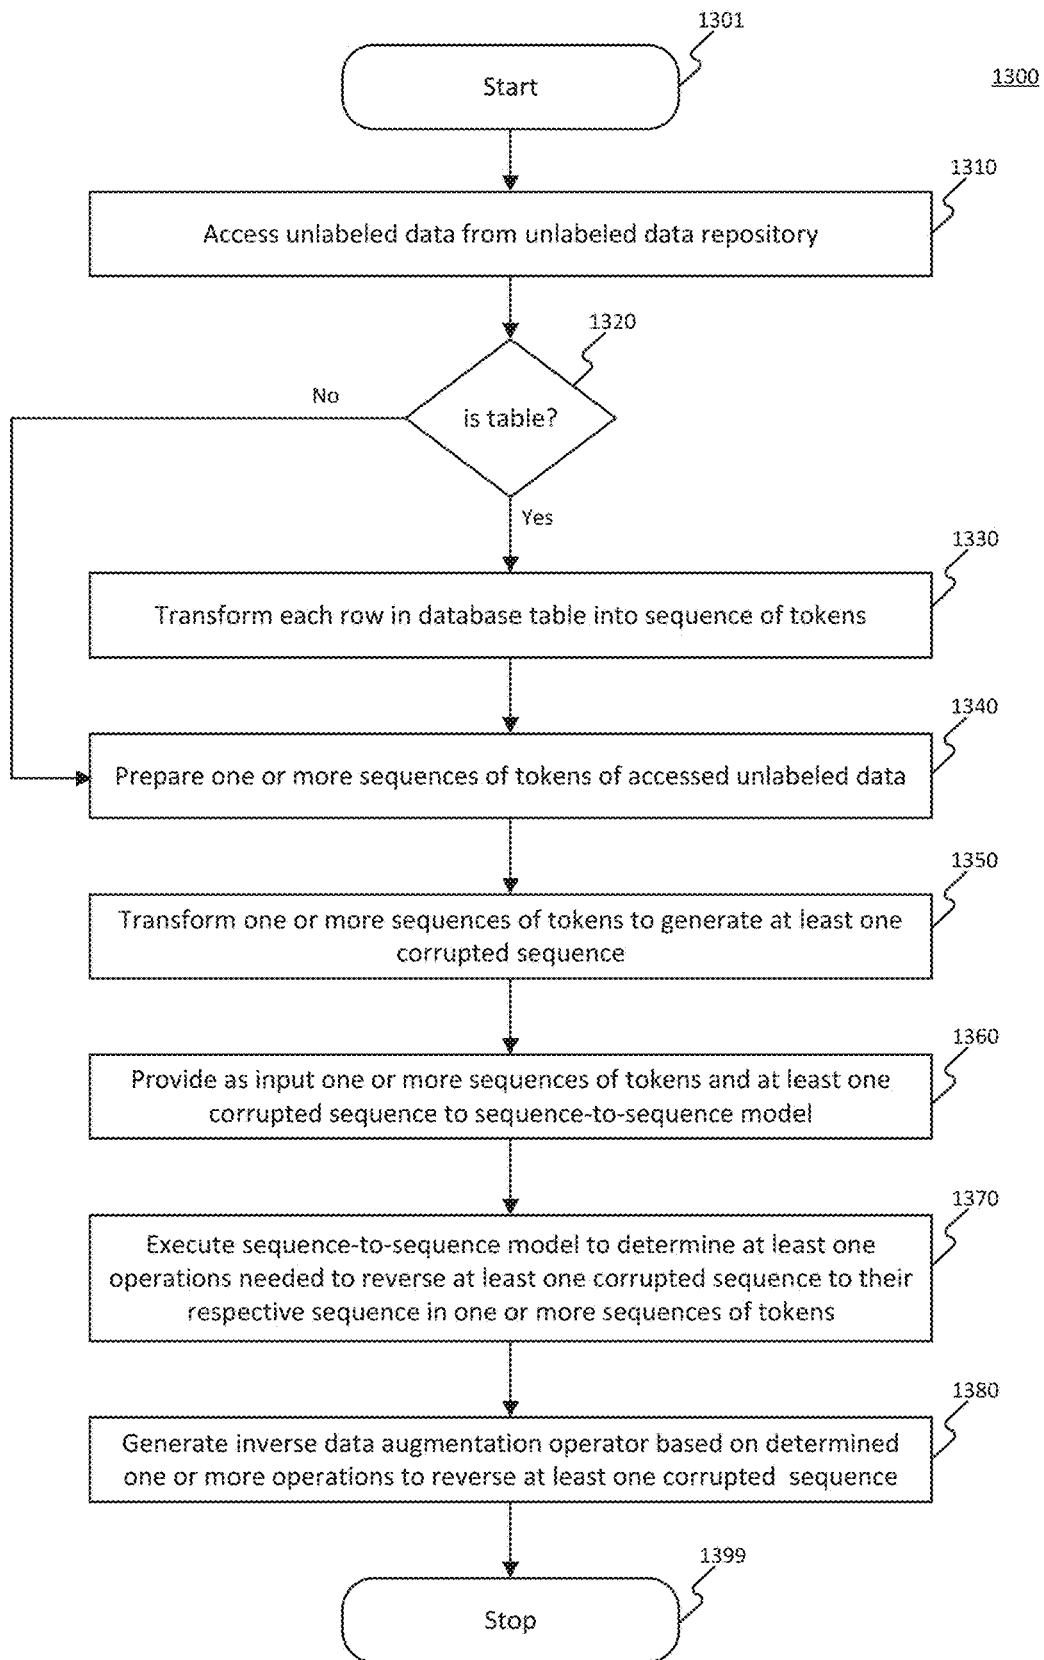 1301
Start
1300
1310
Access unlabeled data from unlabeled data repository
1320
No
is table?
Yes
1330
Transform each row in database table into sequence of tokens
1340
Prepare one or more sequences of tokens of accessed unlabeled data
1350
Transform one or more sequences of tokens to generate at least one
corrupted sequence
1360
Provide as input one or more sequences of tokens and at least one
corrupted sequence to sequence-to-sequence model
1370
Execute sequence-to-sequence model to determine at least one
operations needed to reverse at least one corrupted sequence to their
respective sequence in one or more sequences of tokens
1380
Generate inverse data augmentation operator based on determined
one or more operations to reverse at least one corrupted sequence
1399
Stop